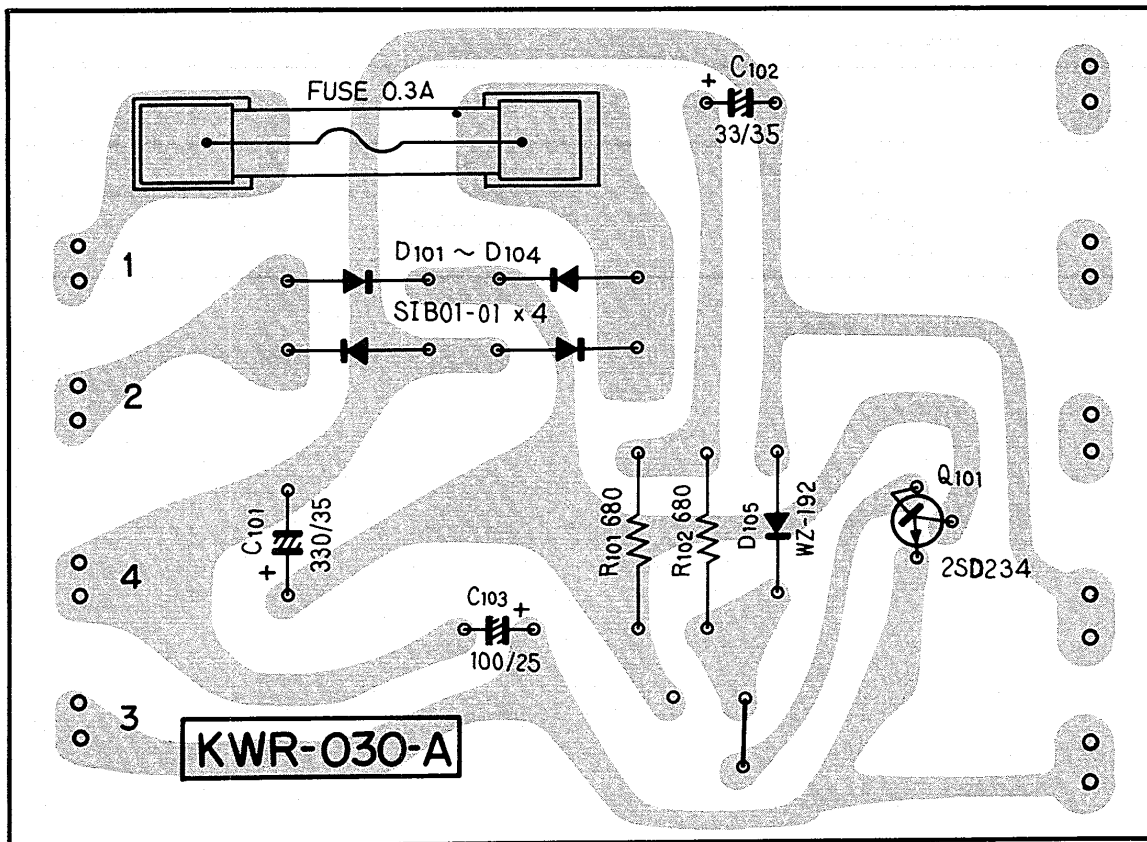 FUSE 0.3A
+ C102
33/35
1
D101 ~ D104
SIB01-01 x 4
2
C101
330/35
+
R101 680
R102 680
D105
WZ-192
Q101
2SD234
4
C103 +
100/25
3
KWR-030-A